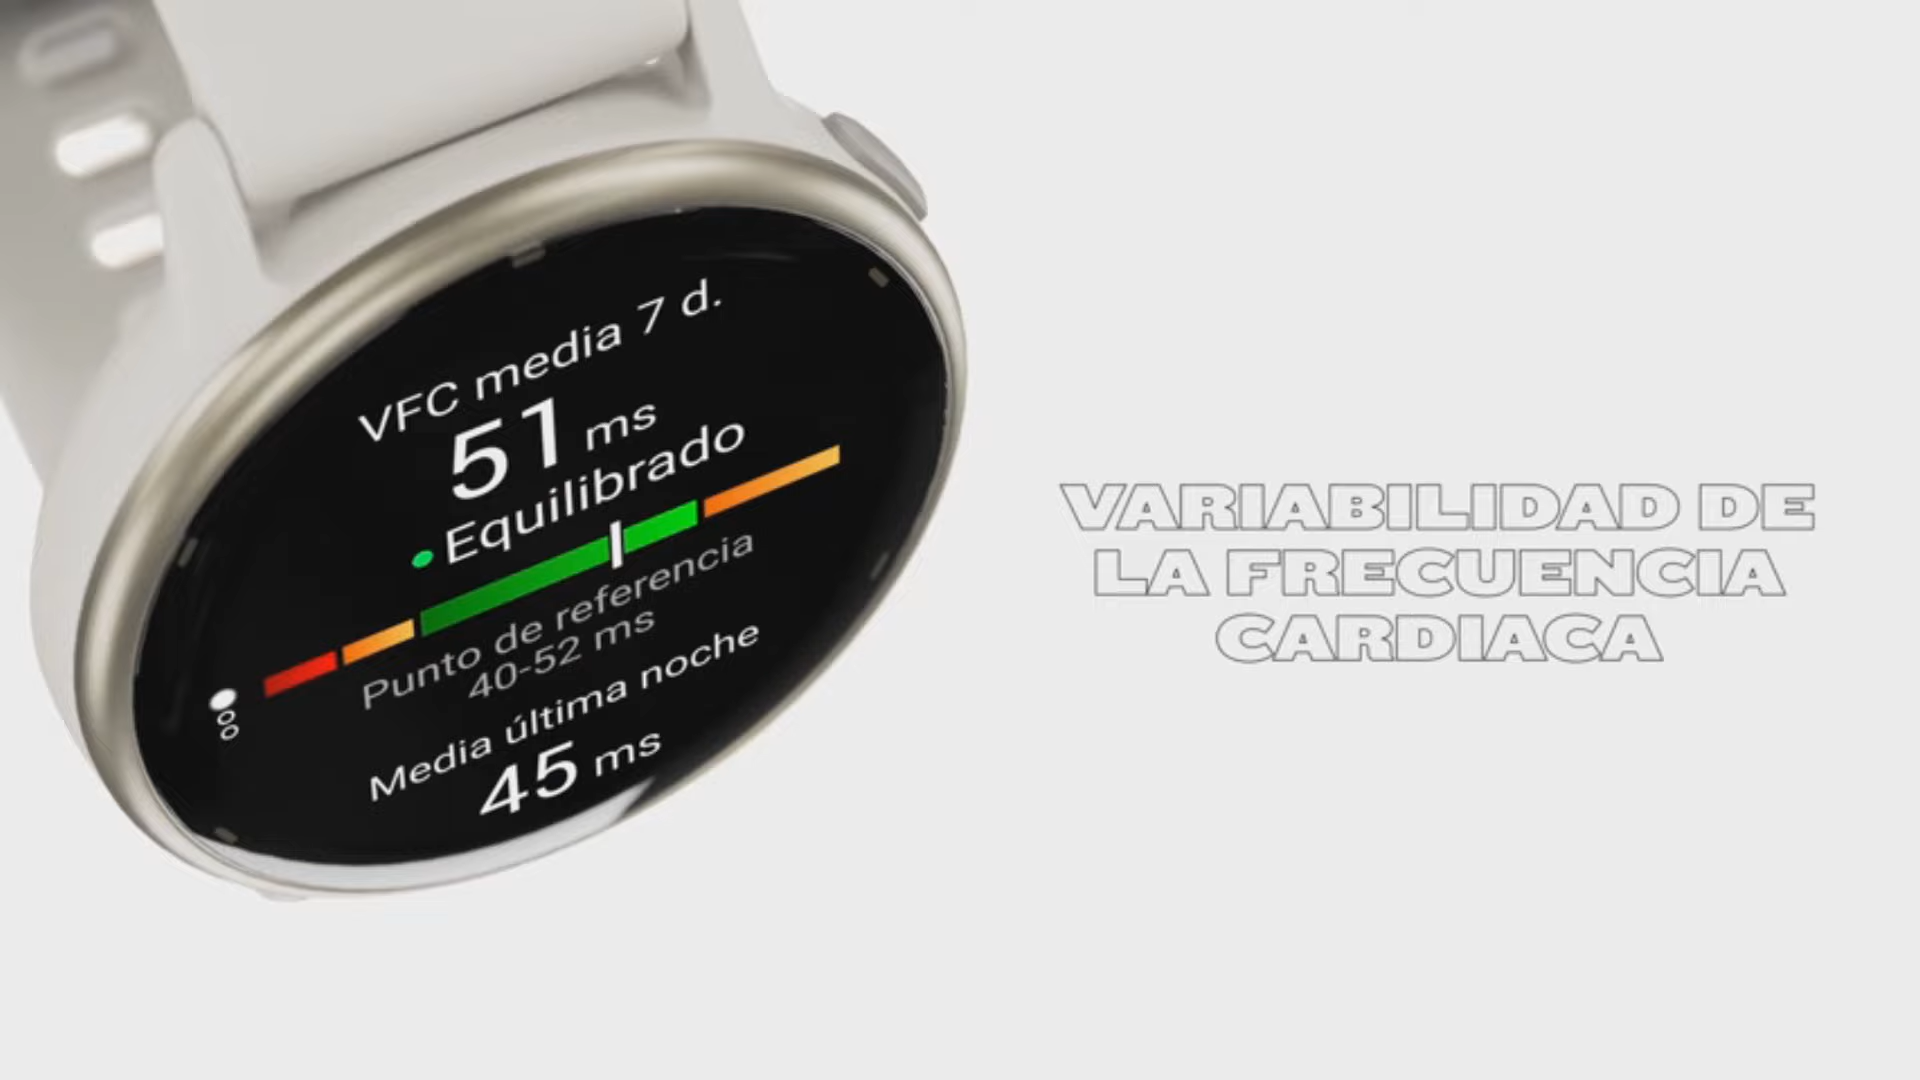 VFC media 7 d.
51 ms
Equilibrado
Punto de referencia
40-52 ms
Media última noche
45 ms
VARIABILIDAD DE
LA FRECUENCIA
CARDIACA